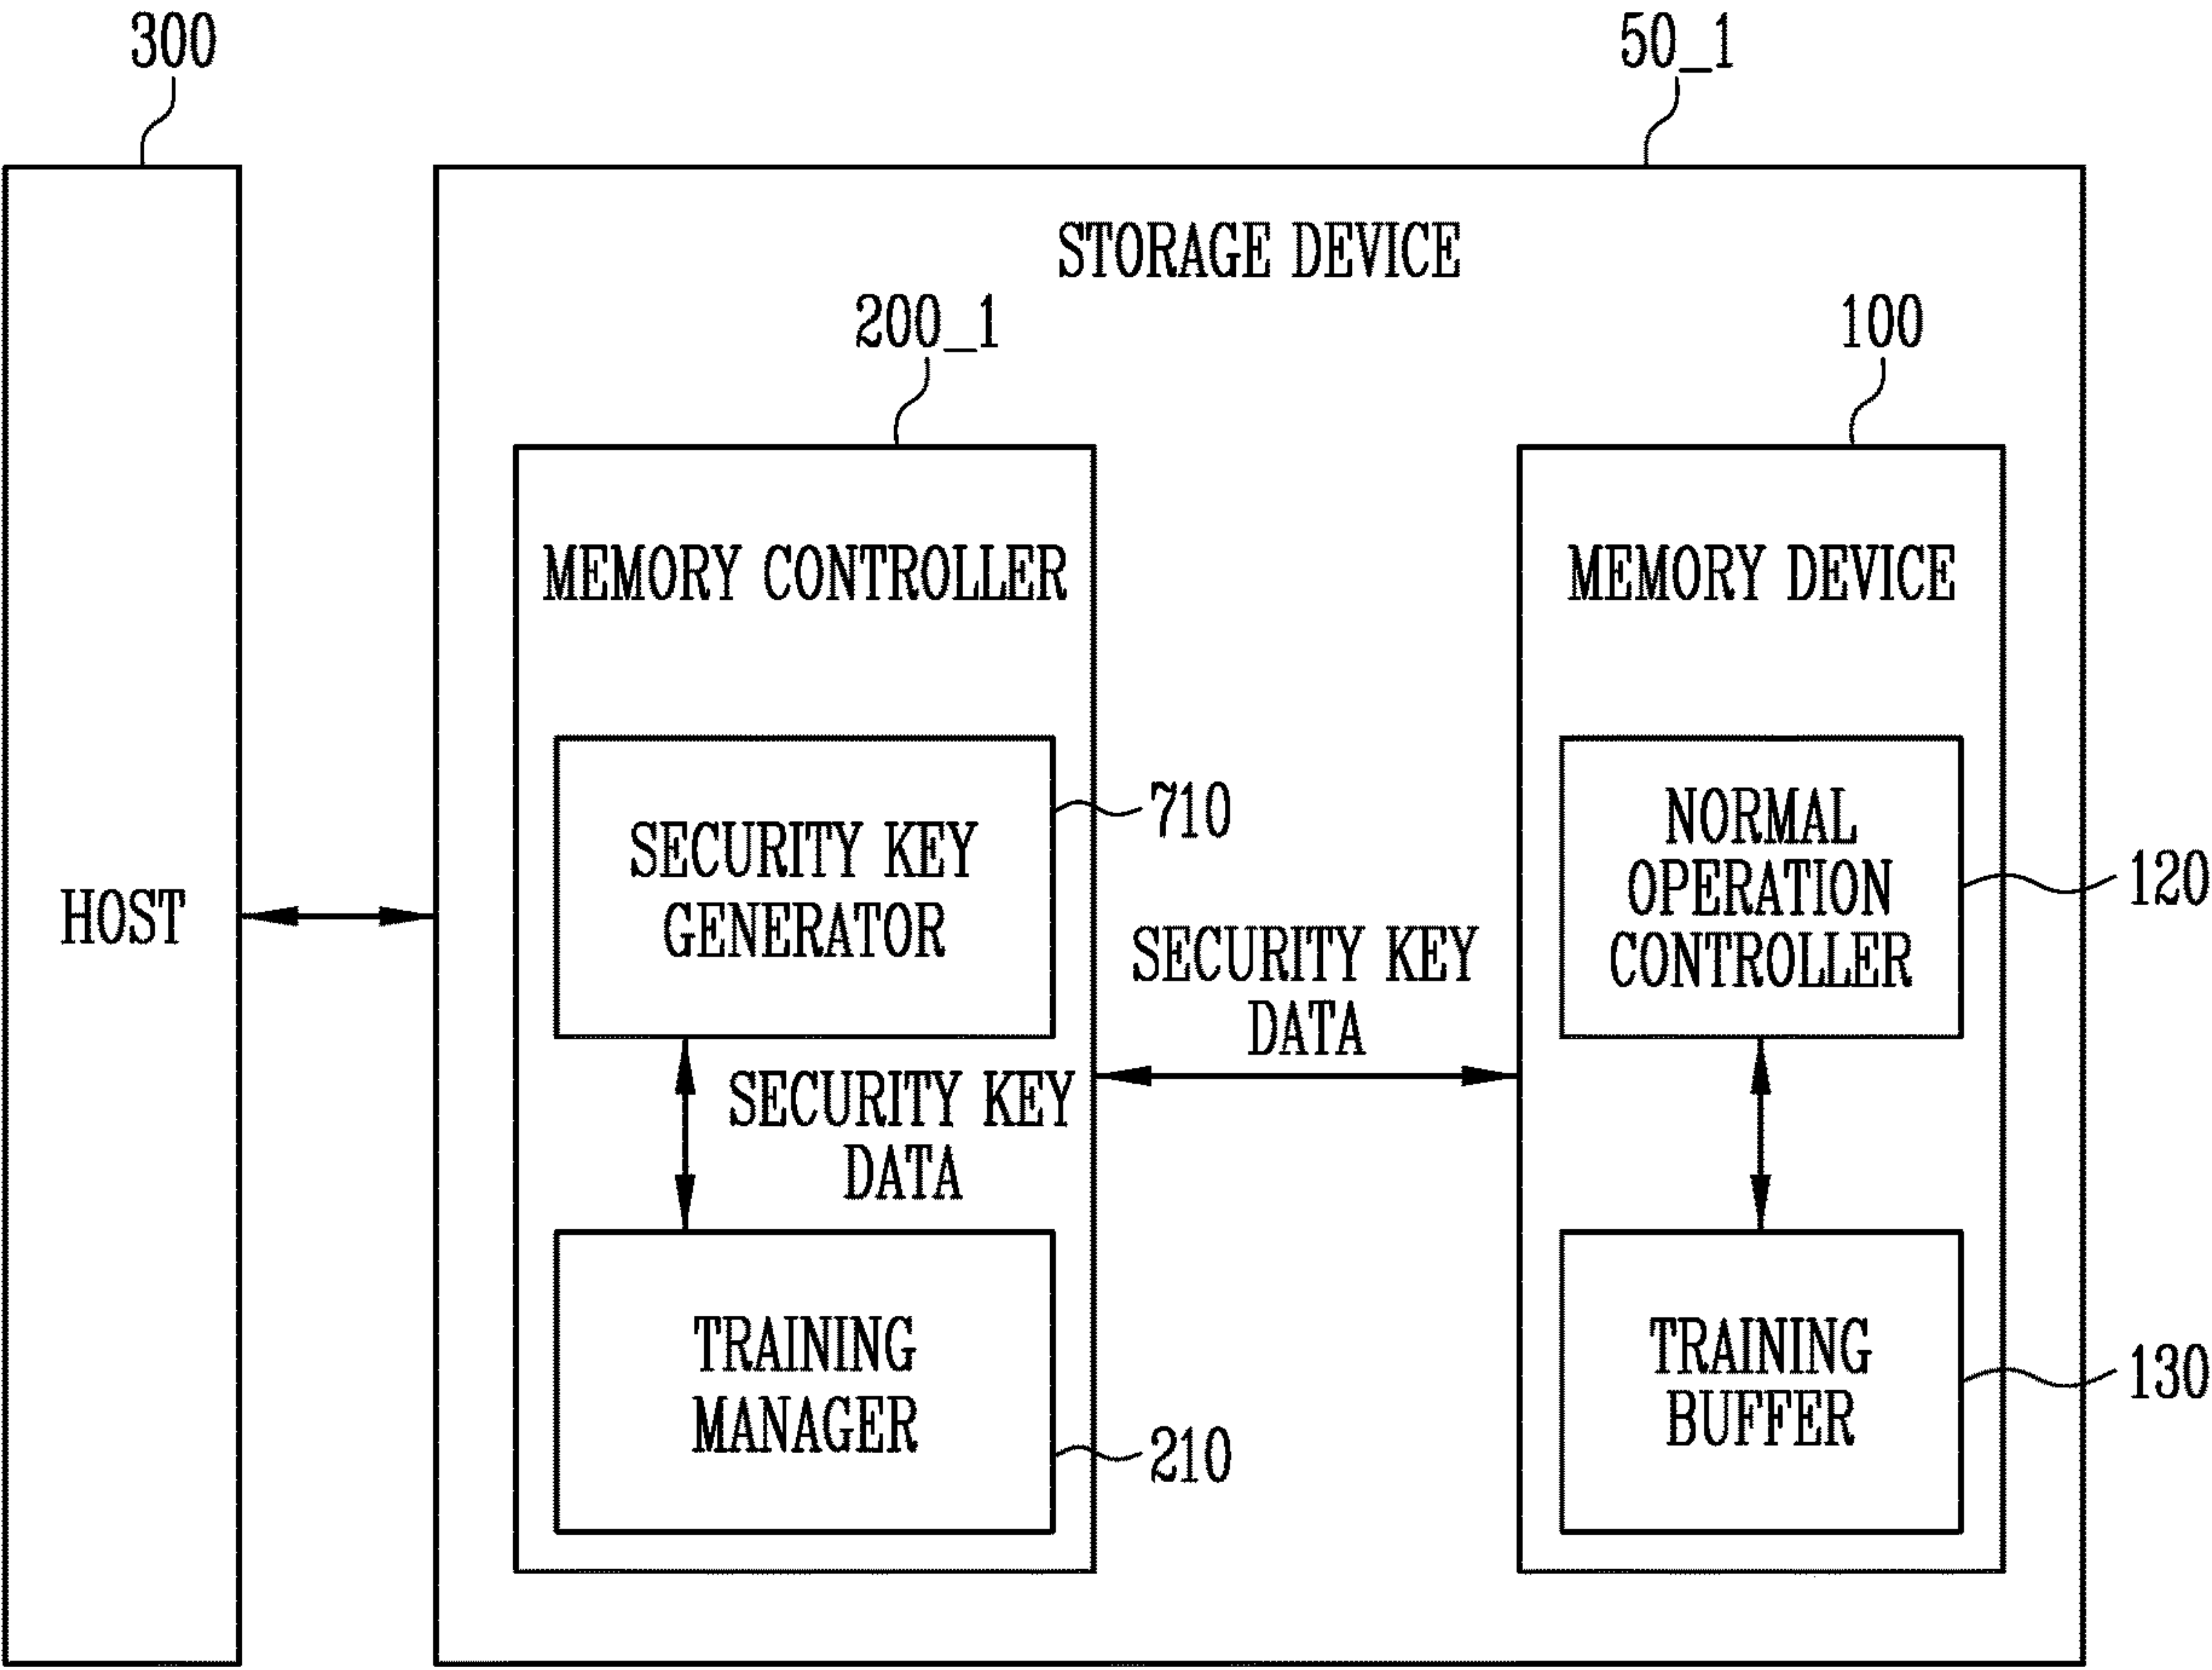 300
50_1
STORAGE DEVICE
200_1
100
MEMORY CONTROLLER
MEMORY DEVICE
SECURITY KEY
GENERATOR
710
NORMAL
OPERATION
CONTROLLER
120
HOST
SECURITY KEY
DATA
SECURITY KEY
DATA
TRAINING
MANAGER
210
TRAINING
BUFFER
130